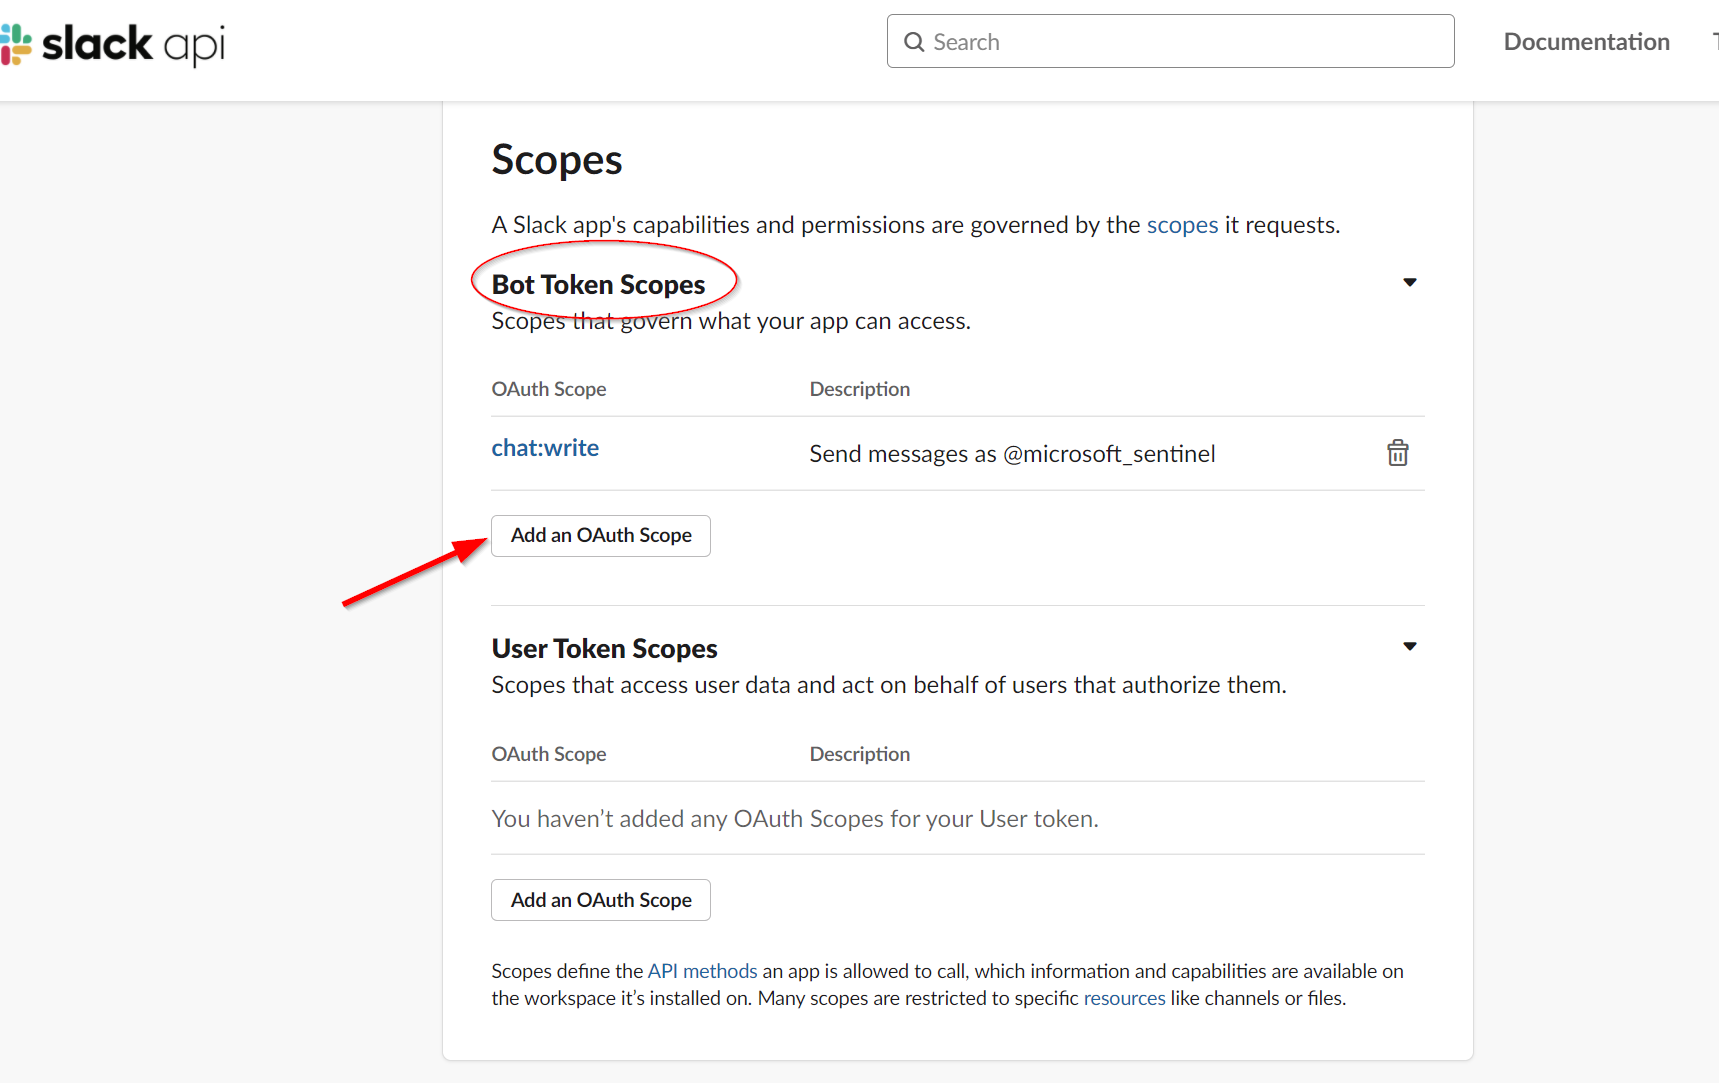 slack api
Search
Documentation
Scopes
A Slack app's capabilities and permissions are governed by the scopes it requests.
Bot Token Scopes
Scopes that govern what your app can access.
OAuth Scope Description
chat:write Send messages as @microsoft_sentinel
Add an OAuth Scope
User Token Scopes
Scopes that access user data and act on behalf of users that authorize them.
OAuth Scope Description
You haven’t added any OAuth Scopes for your User token.
Add an OAuth Scope
Scopes define the API methods an app is allowed to call, which information and capabilities are available on
the workspace it’s installed on. Many scopes are restricted to specific resources like channels or files.